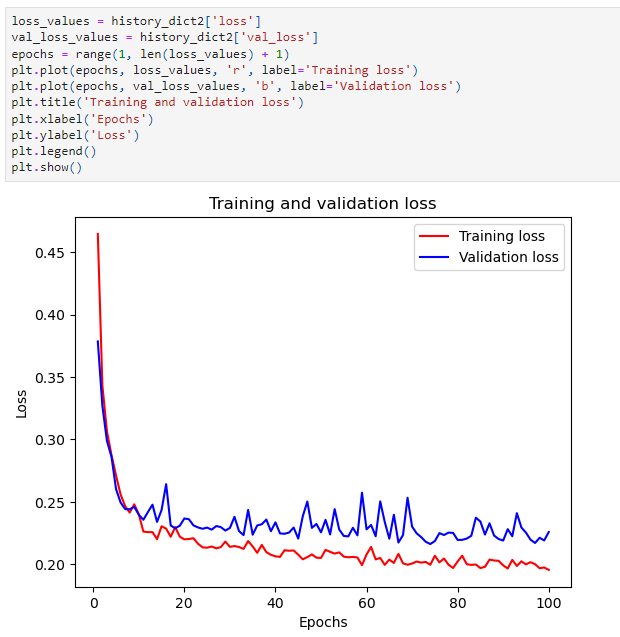 loss_values = history_dict2['loss']
val_loss_values = history_dict2['val_loss']
epochs = range(1, len(loss_values) + 1)
plt.plot(epochs, loss_values, 'r', label='Training loss')
plt.plot(epochs, val_loss_values, 'b', label='Validation loss')
plt.title('Training and validation loss')
plt.xlabel('Epochs')
plt.ylabel('Loss')
plt.legend()
plt.show()
Training and validation loss
Training loss
Validation loss
0.45
0.40
0.35
0.30
0.25
0.20
Loss
0 20 40 60 80 100
Epochs